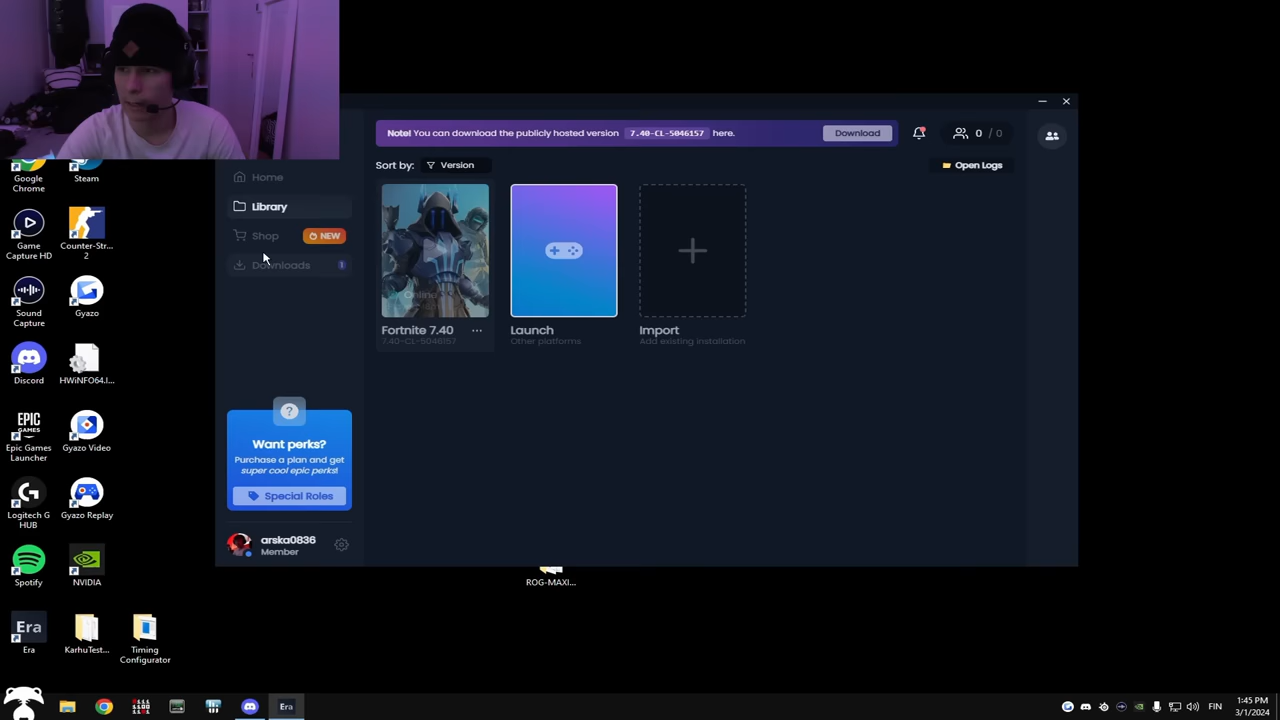 Note! You can download the publicly hosted version 7.40-CL-5046157 here.
Download
0 / 0
Sort by:
Version
Open Logs
Home
Library
Shop
NEW
Downloads
1
Fortnite 7.40
...
7.40-CL-5046157
Launch
Other platforms
Import
Add existing installation
?
Want perks?
Purchase a plan and get
super cool epic perks!
Special Roles
arska0836
Member
Google
Chrome
Steam
Game
Capture HD
Counter-Str...
2
Sound
Capture
Gyazo
Discord
HWiNFO64.I...
EPIC
GAMES
Epic Games
Launcher
Gyazo Video
Logitech G
HUB
Gyazo Replay
Spotify
NVIDIA
ROG-MAXI...
Era
Era
KarhuTest...
Timing
Configurator
Era
FIN
1:45 PM
3/1/2024